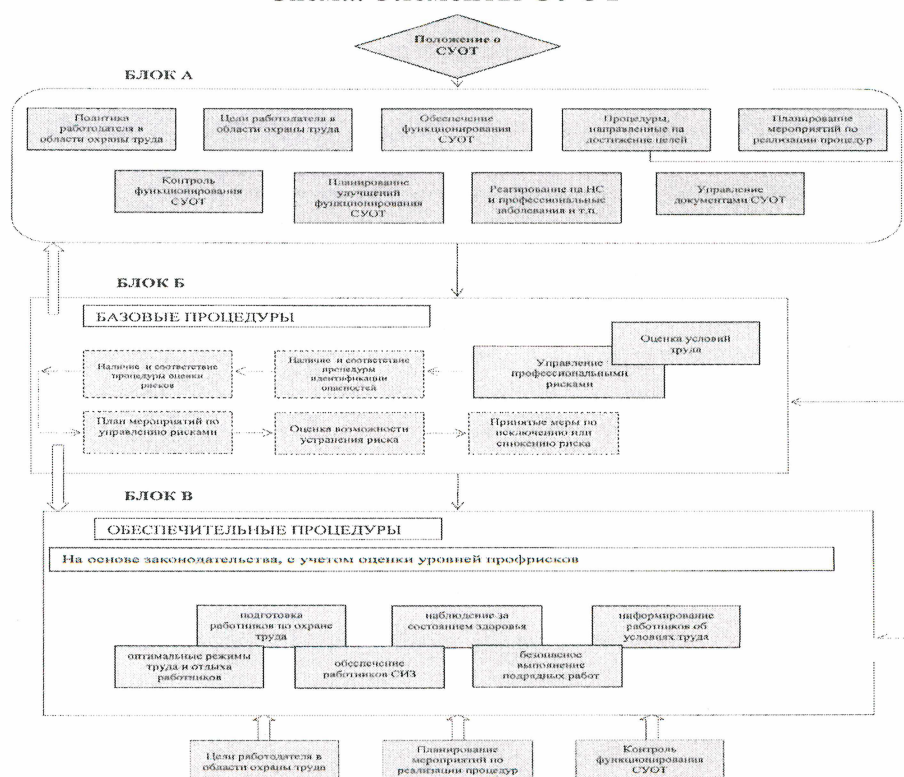 Положение о
СУОТ
БЛОК А
Политика
работодателя в
области охраны труда
Цели работодателя в
области охраны труда
Обеспечение
функционирования
СУОТ
Процедуры,
направленные на
достижение целей
Планирование
мероприятий по
реализации процедур
Контроль
функционирования
СУОТ
Планирование
улучшений
функционирования
СУОТ
Реагирование на НС
и профессиональные
заболевания и т.п.
Управление
документами СУОТ
БЛОК Б
БАЗОВЫЕ ПРОЦЕДУРЫ
Оценка условий
труда
Управление
профессиональными
рисками
Наличие и соответствие
процедуры
идентификации
опасностей
Наличие и соответствие
процедуры оценки
рисков
План мероприятий по
управлению рисками
Оценка возможности
устранения риска
Принятые меры по
исключению или
снижению риска
БЛОК В
ОБЕСПЕЧИТЕЛЬНЫЕ ПРОЦЕДУРЫ
На основе законодательства, с учетом оценки уровней профрисков
подготовка
работников по охране
труда
наблюдение за
состоянием здоровья
информирование
работников об
условиях труда
оптимальные режимы
труда и отдыха
работников
обеспечение
работников СИЗ
безопасное
выполнение
подрядных работ
Цели работодателя в
области охраны труда
Планирование
мероприятий по
реализации процедур
Контроль
функционирования
СУОТ